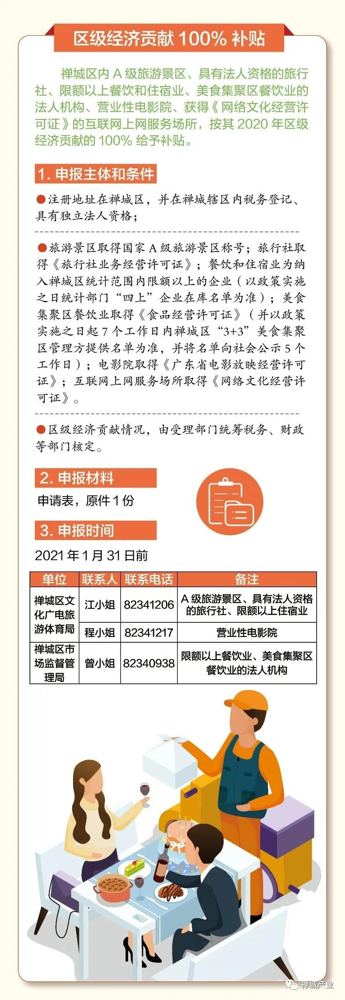 区级经济贡献 100% 补贴
禅城区内 A 级旅游景区、具有法人资格的旅行
社、限额以上餐饮和住宿业、美食集聚区餐饮业的
法人机构、营业性电影院、获得《网络文化经营许
可证》的互联网上网服务场所，按其 2020 年区级
经济贡献的 100% 给予补贴。
1. 申报主体和条件
●注册地址在禅城区，并在禅城辖区内税务登记、
具有独立法人资格；
●旅游景区取得国家 A 级旅游景区称号；旅行社取
得《旅行社业务经营许可证》；餐饮和住宿业为纳
入禅城区统计范围内限额以上的企业（以政策实施
之日统计部门“四上”企业在库名单为准）；美食
集聚区餐饮业取得《食品经营许可证》（并以政策
实施之日起 7 个工作日内禅城区“3+3”美食集聚
区管理方提供名单为准，并将名单向社会公示 5 个
工作日）；电影院取得《广东省电影放映经营许可
证》；互联网上网服务场所取得《网络文化经营许
可证》。
●区级经济贡献情况，由受理部门统筹税务、财政
等部门核定。
2. 申报材料
申请表，原件 1 份
3. 申报时间
2021 年 1 月 31 日前
单位 联系人 联系电话 备注
禅城区文
化广电旅
游体育局
江小姐 82341206 A 级旅游景区、具有法人资格
的旅行社、限额以上住宿业
程小姐 82341217 营业性电影院
禅城区市
场监督管
理局
曾小姐 82340938 限额以上餐饮业、美食集聚区
餐饮业的法人机构
禅城产业